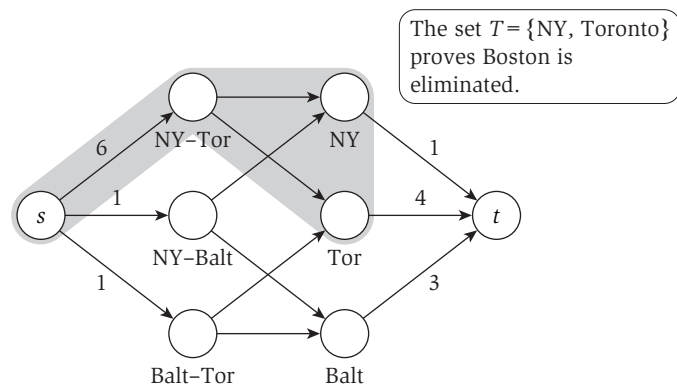 The set T = {NY, Toronto}
proves Boston is
eliminated.
6
NY–Tor
NY
1
s
1
4
t
NY–Balt
Tor
1
3
Balt–Tor
Balt